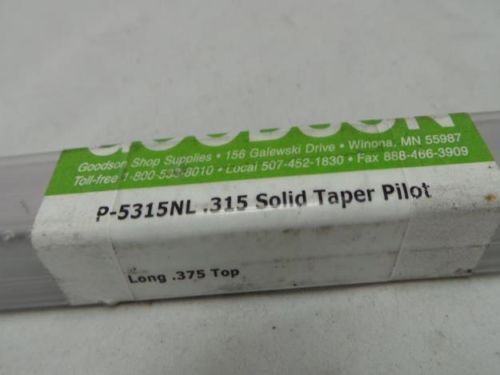 GOODSON
Goodson Shop Supplies • 156 Galewski Drive • Winona, MN 55987
Toll-free 1-800-533-8010 • Local 507-452-1830 • Fax 888-466-3909
P-5315NL .315 Solid Taper Pilot
Long .375 Top